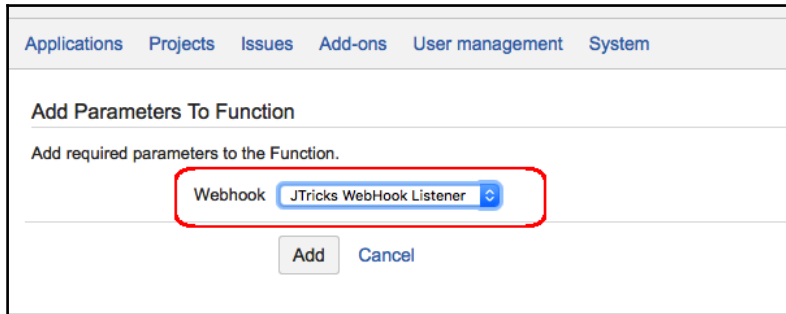 Applications Projects Issues Add-ons User management System
Add Parameters To Function
Add required parameters to the Function.
Webhook JTricks WebHook Listener
Add Cancel